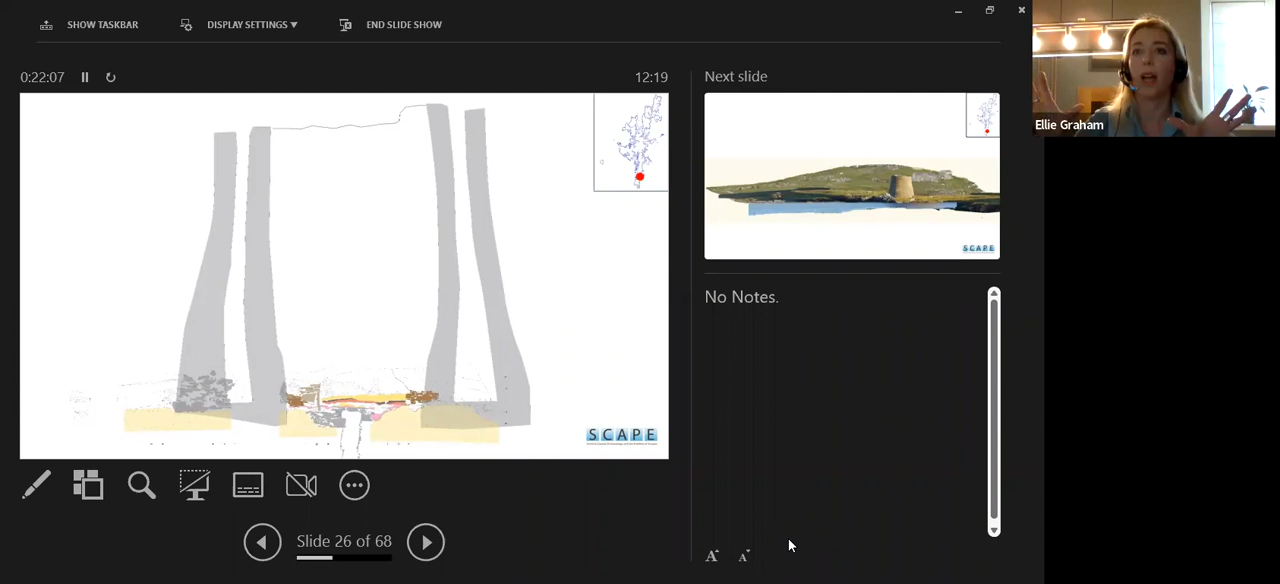 SHOW TASKBAR
DISPLAY SETTINGS ▼
END SLIDE SHOW
0:22:07
12:19
Next slide
Ellie Graham
SCAPE
No Notes.
SCAPE
A A
Slide 26 of 68